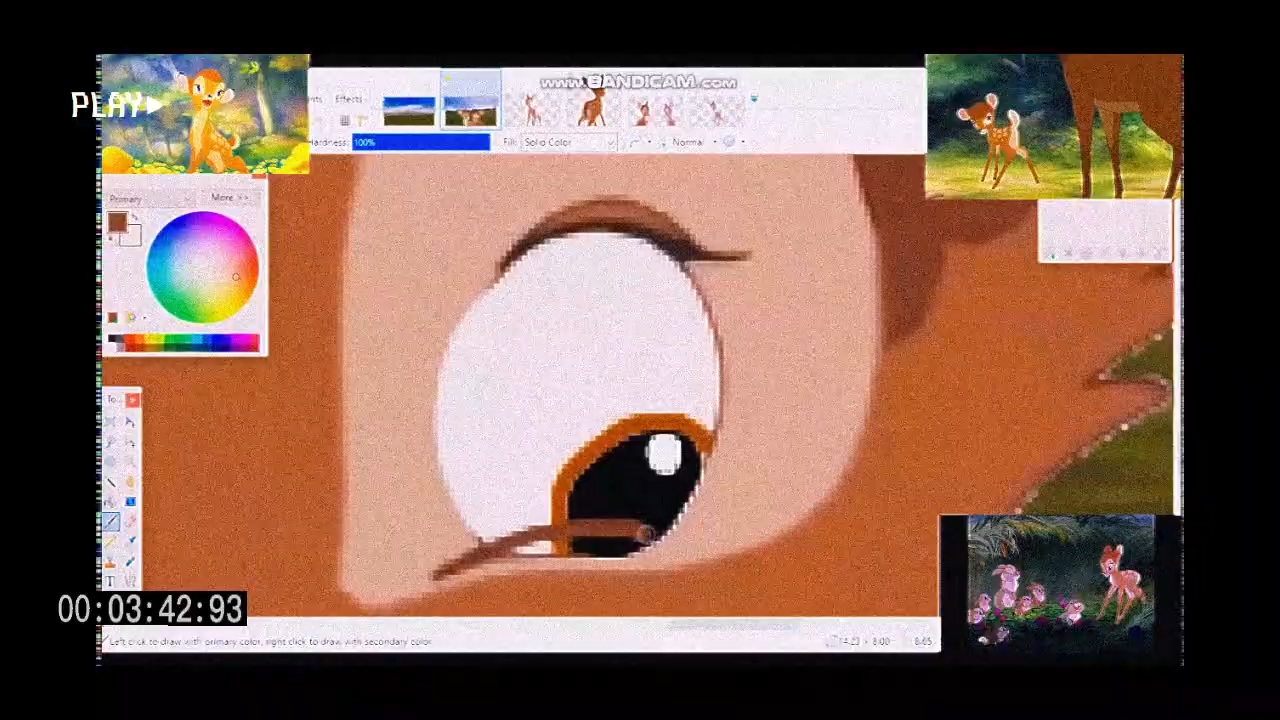 www.BANDICAM.com
PLAY
Effects
Hardness: 100% Fill: Solid Color Normal
Primary More >>
To...
T
00:03:42:93
Left click to draw with primary color, right click to draw with secondary color